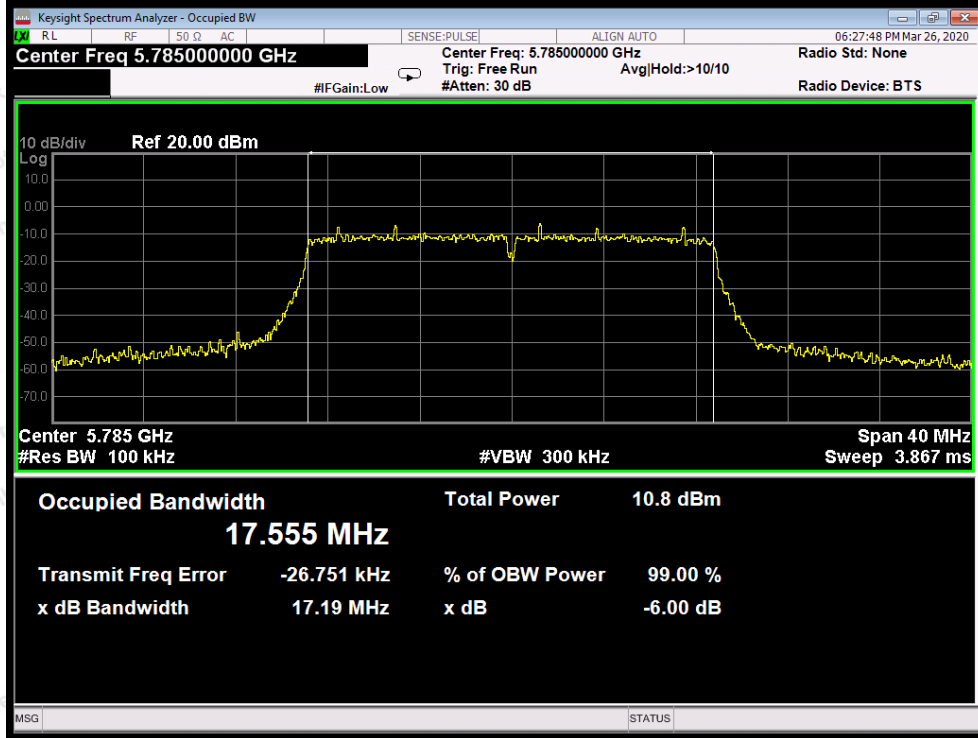 Keysight Spectrum Analyzer - Occupied BW
LXI RL RF 50 Ω AC SENSE:PULSE ALIGN AUTO 06:27:48 PM Mar 26, 2020
Center Freq 5.785000000 GHz Center Freq: 5.785000000 GHz Radio Std: None
Trig: Free Run Avg|Hold:>10/10
#IFGain:Low #Atten: 30 dB Radio Device: BTS
10 dB/div Ref 20.00 dBm
Log
10.0
0.00
-10.0
-20.0
-30.0
-40.0
-50.0
-60.0
-70.0
Center 5.785 GHz Span 40 MHz
#Res BW 100 kHz #VBW 300 kHz Sweep 3.867 ms
Occupied Bandwidth Total Power 10.8 dBm
17.555 MHz
Transmit Freq Error -26.751 kHz % of OBW Power 99.00 %
x dB Bandwidth 17.19 MHz x dB -6.00 dB
MSG STATUS